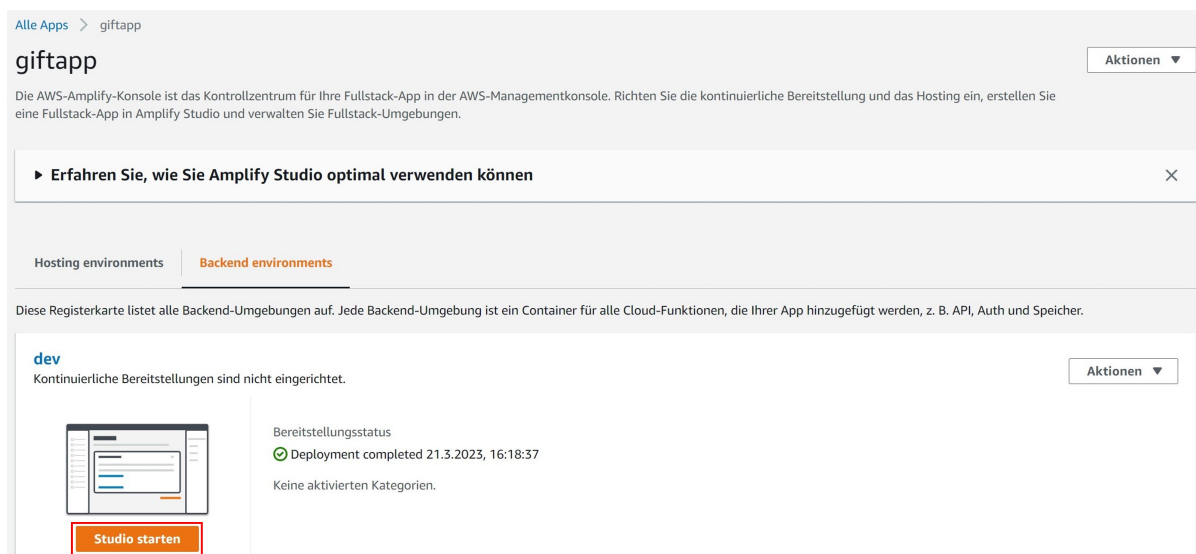 Alle Apps > giftapp
giftapp
Aktionen ▼
Die AWS-Amplify-Konsole ist das Kontrollzentrum für Ihre Fullstack-App in der AWS-Managementkonsole. Richten Sie die kontinuierliche Bereitstellung und das Hosting ein, erstellen Sie
eine Fullstack-App in Amplify Studio und verwalten Sie Fullstack-Umgebungen.
▶ Erfahren Sie, wie Sie Amplify Studio optimal verwenden können
Hosting environments
Backend environments
Diese Registerkarte listet alle Backend-Umgebungen auf. Jede Backend-Umgebung ist ein Container für alle Cloud-Funktionen, die Ihrer App hinzugefügt werden, z. B. API, Auth und Speicher.
dev
Kontinuierliche Bereitstellungen sind nicht eingerichtet.
Aktionen ▼
Bereitstellungsstatus
Deployment completed 21.3.2023, 16:18:37
Keine aktivierten Kategorien.
Studio starten